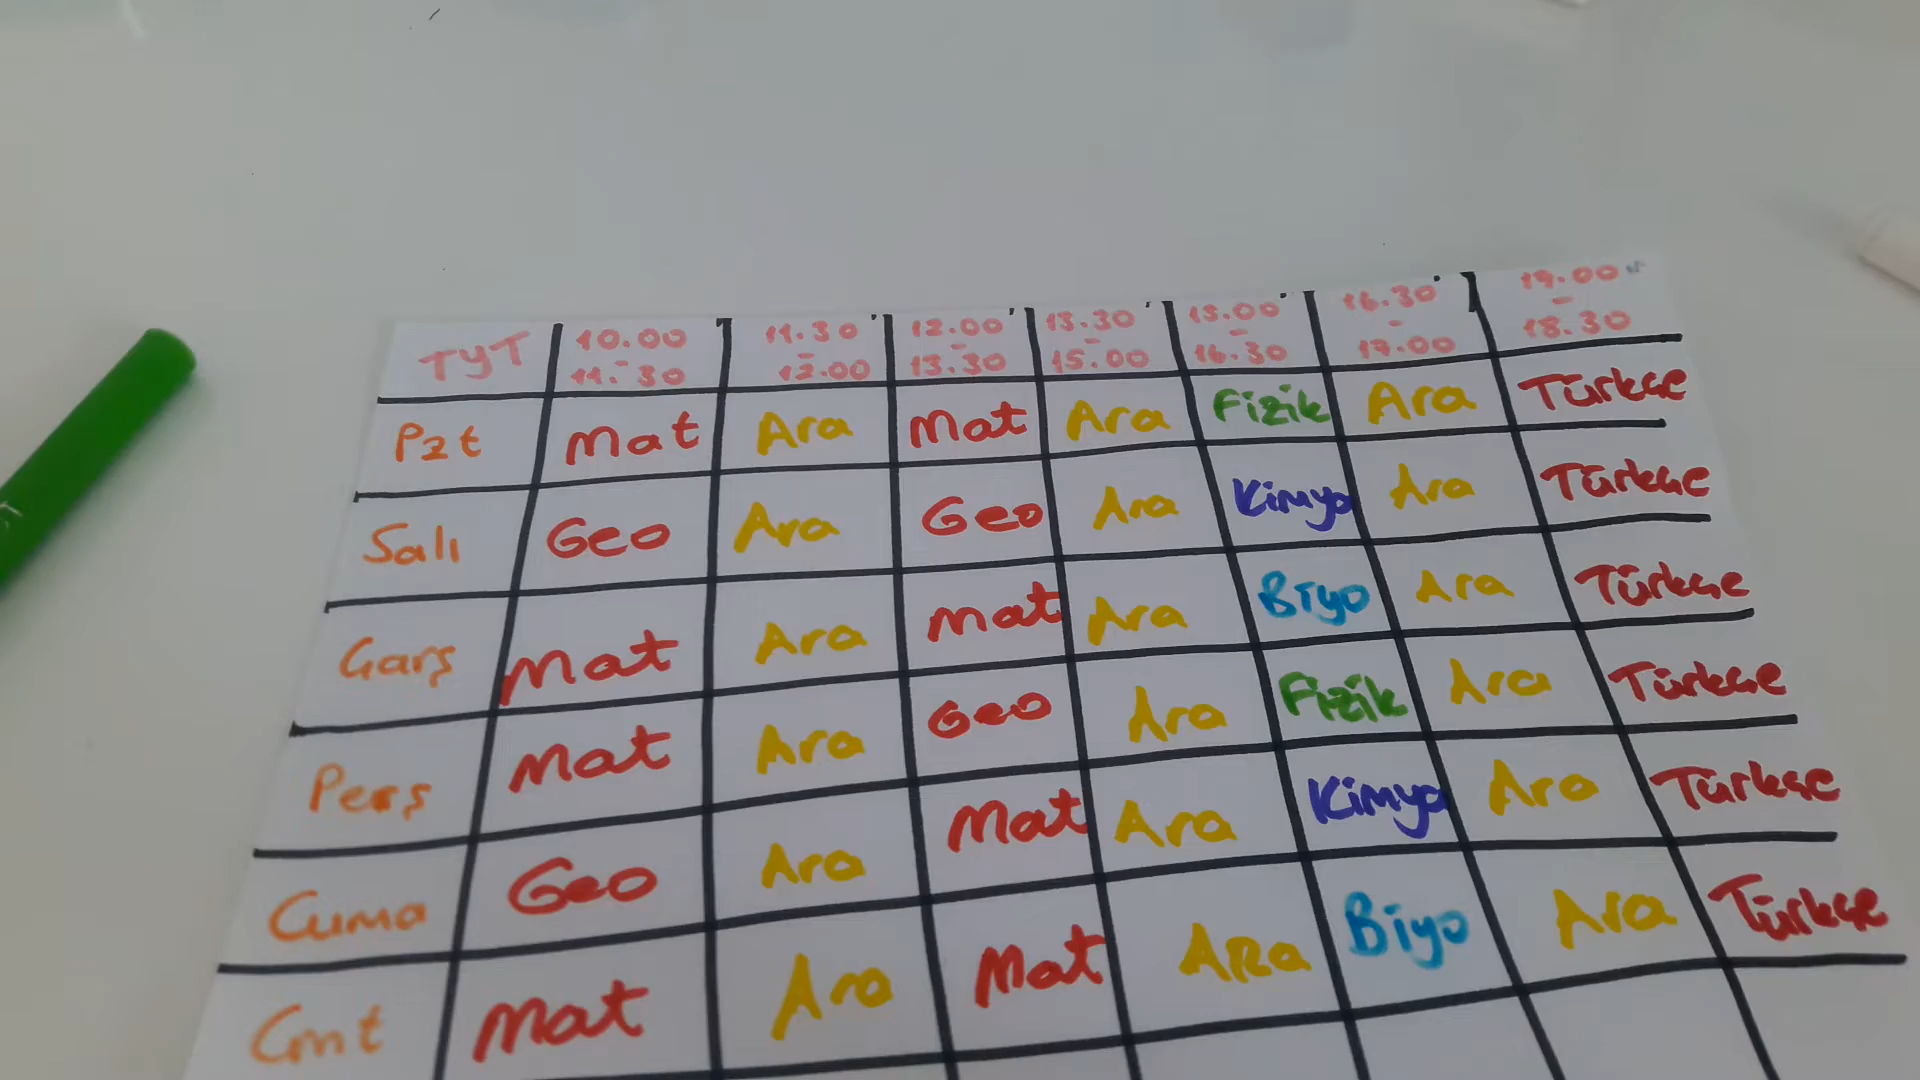 TYT 10.00 - 11.30 11.30 - 12.00 12.00 - 13.30 13.30 - 15.00 15.00 - 16.30 16.30 - 17.00 17.00 - 18.30
Pzt Mat Ara Mat Ara Fizik Ara Türkçe
Salı Geo Ara Geo Ara Kimya Ara Türkçe
Çarş Mat Ara Mat Ara Biyo Ara Türkçe
Perş Mat Ara Geo Ara Fizik Ara Türkçe
Cuma Geo Ara Mat Ara Kimya Ara Türkçe
Cmt Mat Ara Mat ARa Biyo Ara Türkçe